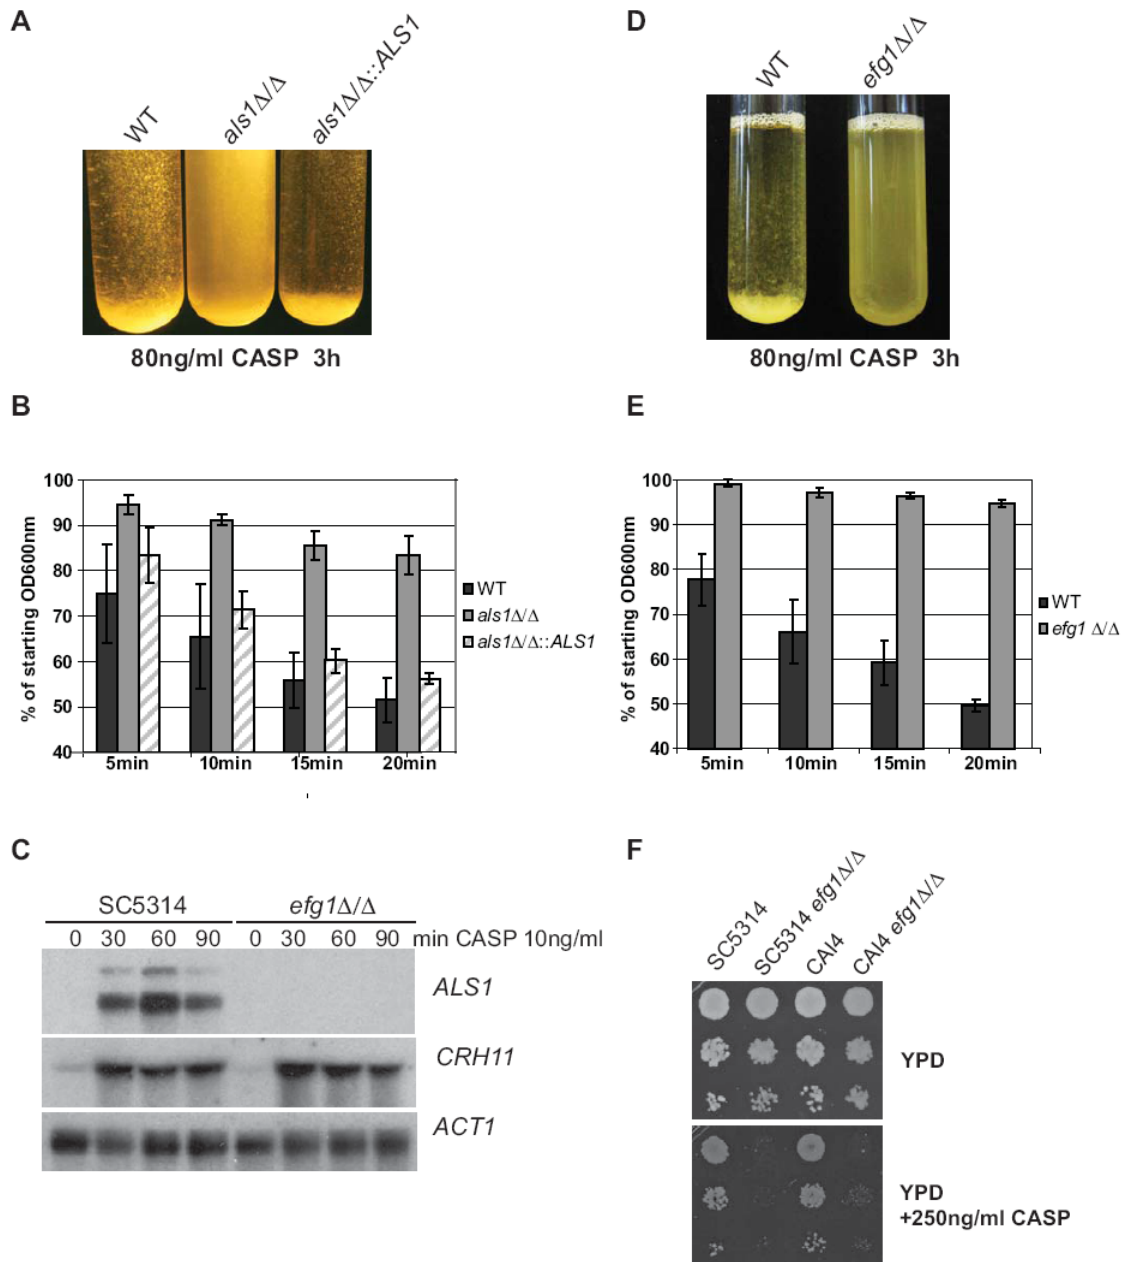 A
WT
als1Δ/Δ
als1Δ/Δ::ALS1
80ng/ml CASP 3h
B
% of starting OD600nm
100
90
80
70
60
50
40
5min
10min
15min
20min
WT
als1Δ/Δ
als1Δ/Δ::ALS1
C
SC5314
efg1Δ/Δ
0 30 60 90 0 30 60 90 min CASP 10ng/ml
ALS1
CRH11
ACT1
D
WT
efg1Δ/Δ
80ng/ml CASP 3h
E
% of starting OD600nm
100
90
80
70
60
50
40
5min
10min
15min
20min
WT
efg1 Δ/Δ
F
SC5314
SC5314 efg1Δ/Δ
CAI4
CAI4 efg1Δ/Δ
YPD
YPD
+250ng/ml CASP